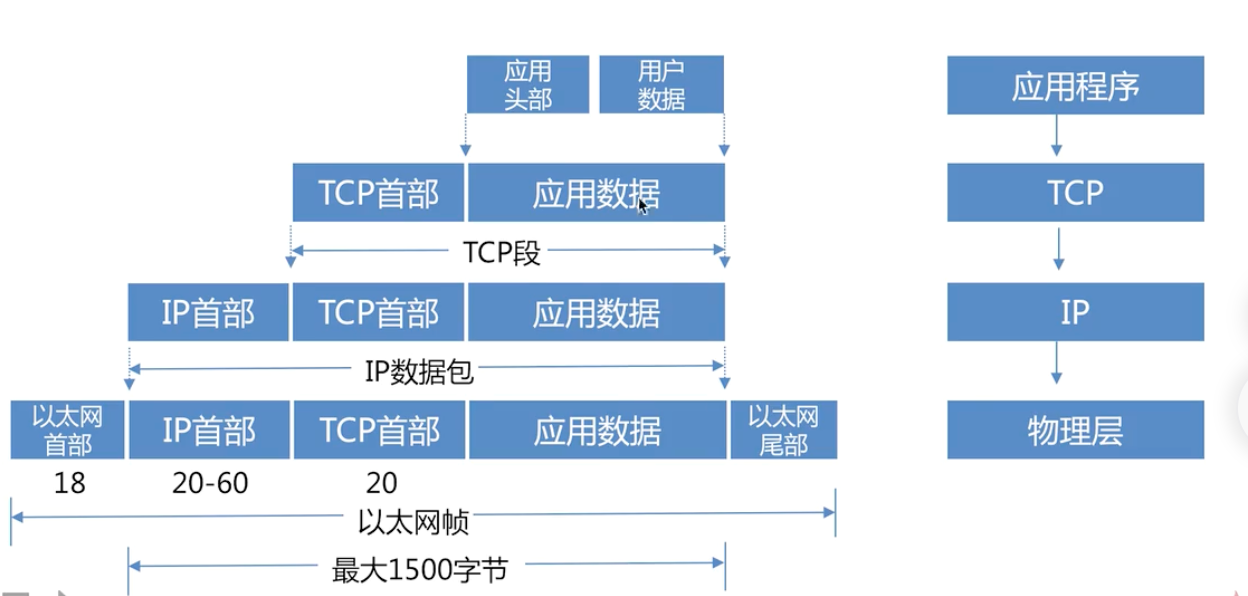 应用
头部
用户
数据
应用程序
TCP首部
应用数据
TCP
TCP段
IP首部
TCP首部
应用数据
IP
IP数据包
以太网
首部
IP首部
TCP首部
应用数据
以太网
尾部
物理层
18
20-60
20
以太网帧
最大1500字节